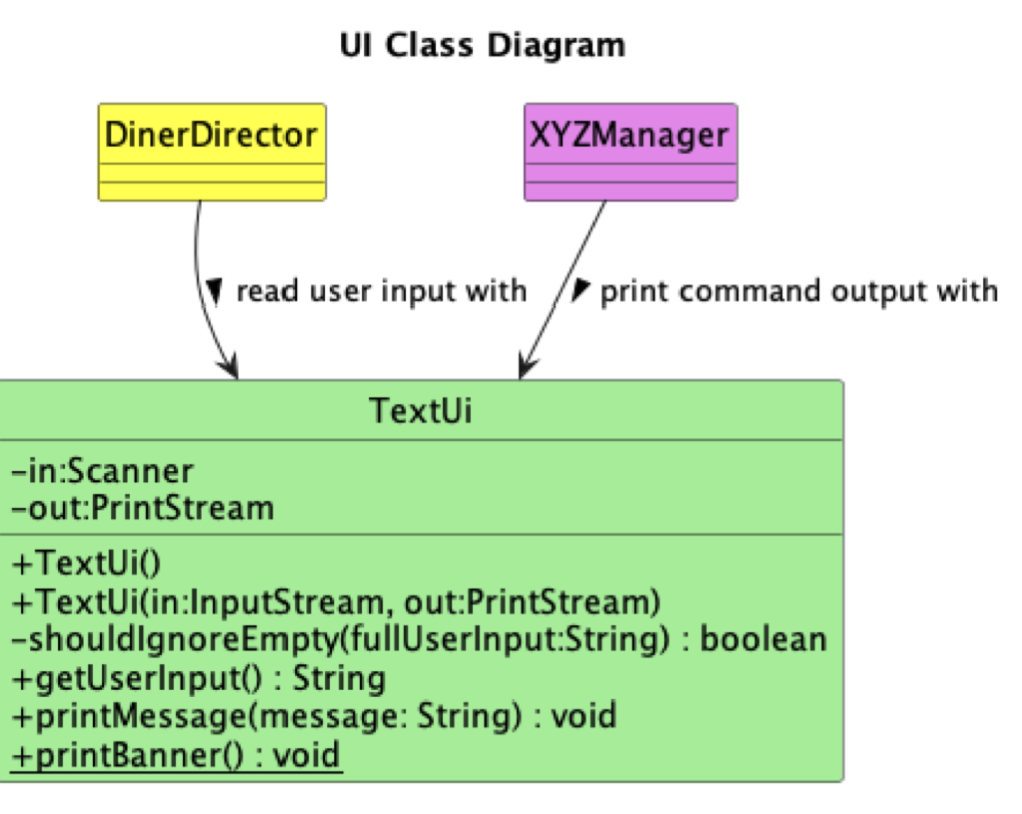 UI Class Diagram
DinerDirector
XYZManager
read user input with
print command output with
TextUi
-in:Scanner
-out:PrintStream
+TextUi()
+TextUi(in:InputStream, out:PrintStream)
-shouldIgnoreEmpty(fullUserInput:String) : boolean
+getUserInput() : String
+printMessage(message: String) : void
+printBanner() : void